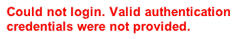 Could not login. Valid authentication
credentials were not provided.